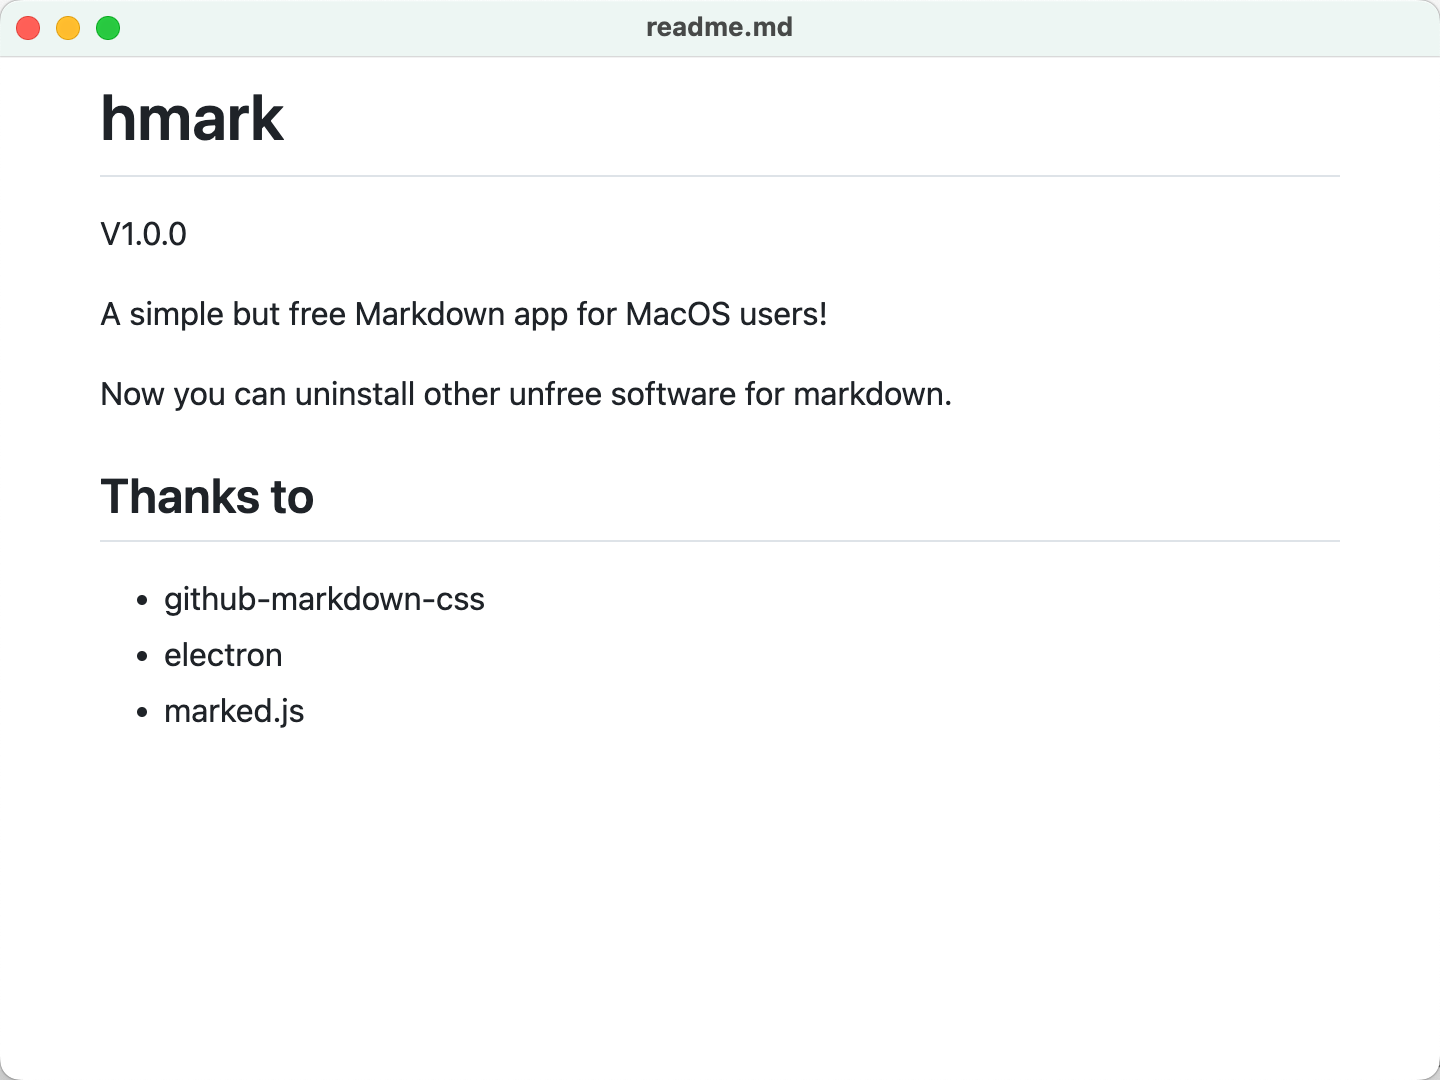 readme.md
hmark
V1.0.0
A simple but free Markdown app for MacOS users!
Now you can uninstall other unfree software for markdown.
Thanks to
• github-markdown-css
• electron
• marked.js